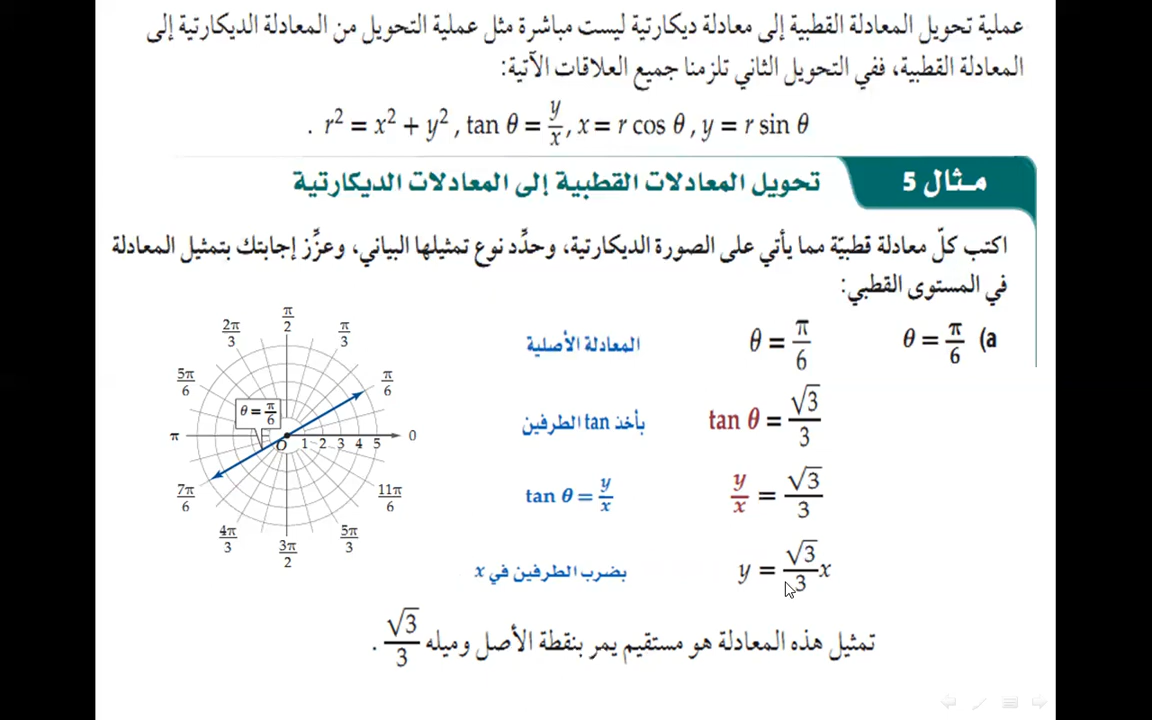 عملية تحويل المعادلة القطبية إلى معادلة ديكارتية ليست مباشرة مثل عملية التحويل من المعادلة الديكارتية إلى
المعادلة القطبية، ففي التحويل الثاني تلزمنا جميع العلاقات الآتية:
r² = x² + y² , tan θ = y/x , x = r cos θ , y = r sin θ .
مـثال 5 تحويل المعادلات القطبية إلى المعادلات الديكارتية
اكتب كلّ معادلة قطبيّة مما يأتي على الصورة الديكارتية، وحدِّد نوع تمثيلها البياني، وعزِّز إجابتك بتمثيل المعادلة
في المستوى القطبي:
(a θ = π/6
θ = π/6 المعادلة الأصلية
tan θ = √3/3 بأخذ tan الطرفين
y/x = √3/3 tan θ = y/x
y = √3/3 x بضرب الطرفين في x
π/2
2π/3 π/3
5π/6 π/6
θ = π/6
π O 1 2 3 4 5 0
7π/6 11π/6
4π/3 5π/3
3π/2
تمثيل هذه المعادلة هو مستقيم يمر بنقطة الأصل وميله √3/3 .